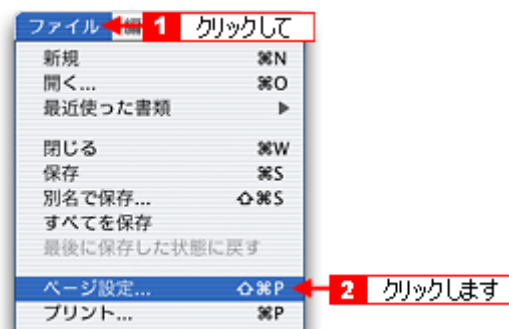 ファイル 1 クリックして
新規 ⌘N
開く... ⌘O
最近使った書類 ▶
閉じる ⌘W
保存 ⌘S
別名で保存... ⇧⌘S
すべてを保存
最後に保存した状態に戻す
ページ設定... ⇧⌘P 2 クリックします
プリント... ⌘P